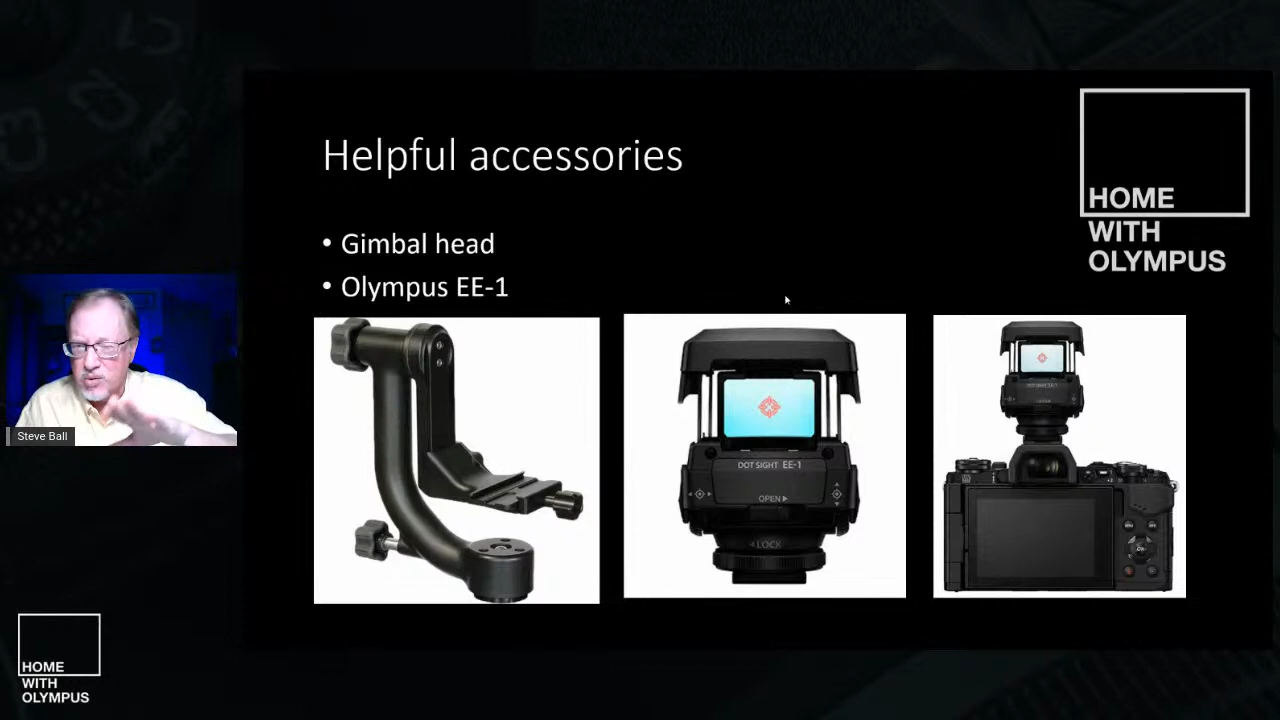 Helpful accessories
• Gimbal head
• Olympus EE-1
HOME
WITH
OLYMPUS
DOT SIGHT EE-1
OPEN
LOCK
Steve Ball
HOME
WITH
OLYMPUS